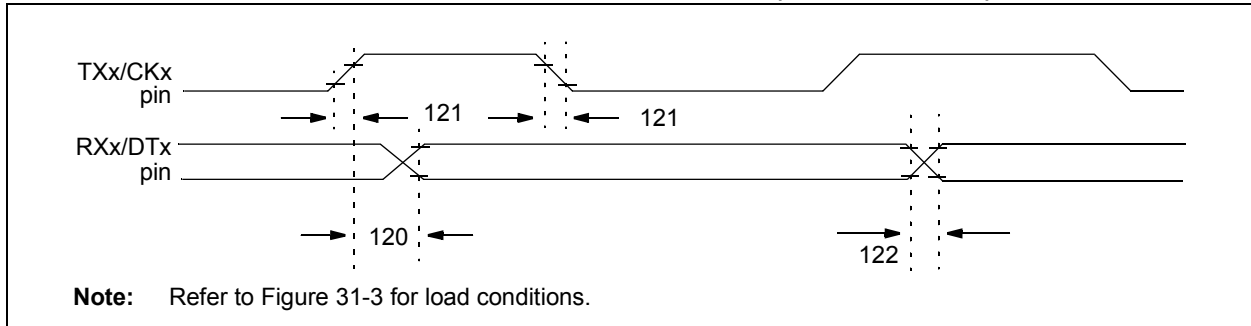 TXx/CKx
pin
121
121
RXx/DTx
pin
120
122
Note: Refer to Figure 31-3 for load conditions.